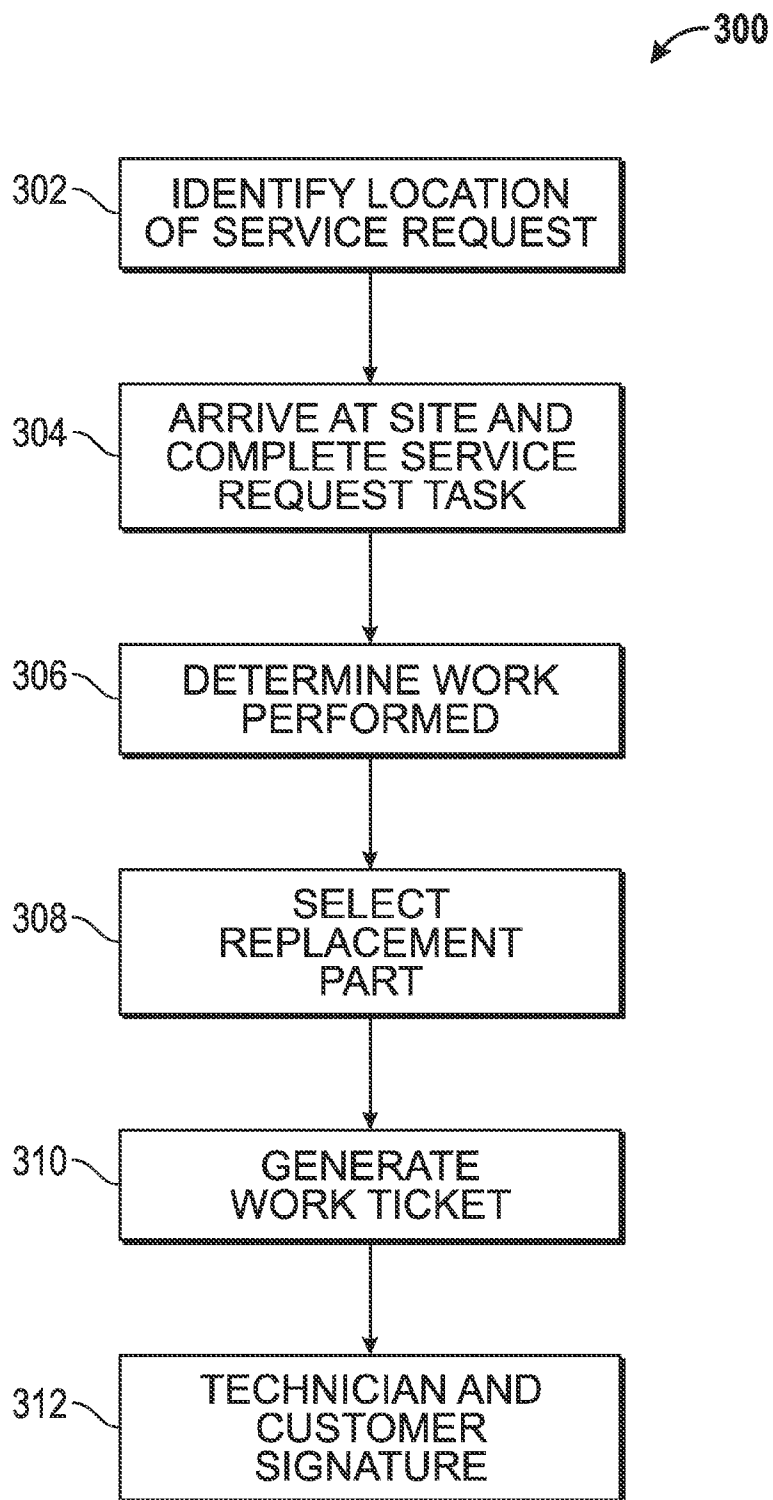 300
302
IDENTIFY LOCATION
OF SERVICE REQUEST
304
ARRIVE AT SITE AND
COMPLETE SERVICE
REQUEST TASK
306
DETERMINE WORK
PERFORMED
308
SELECT
REPLACEMENT
PART
310
GENERATE
WORK TICKET
312
TECHNICIAN AND
CUSTOMER
SIGNATURE